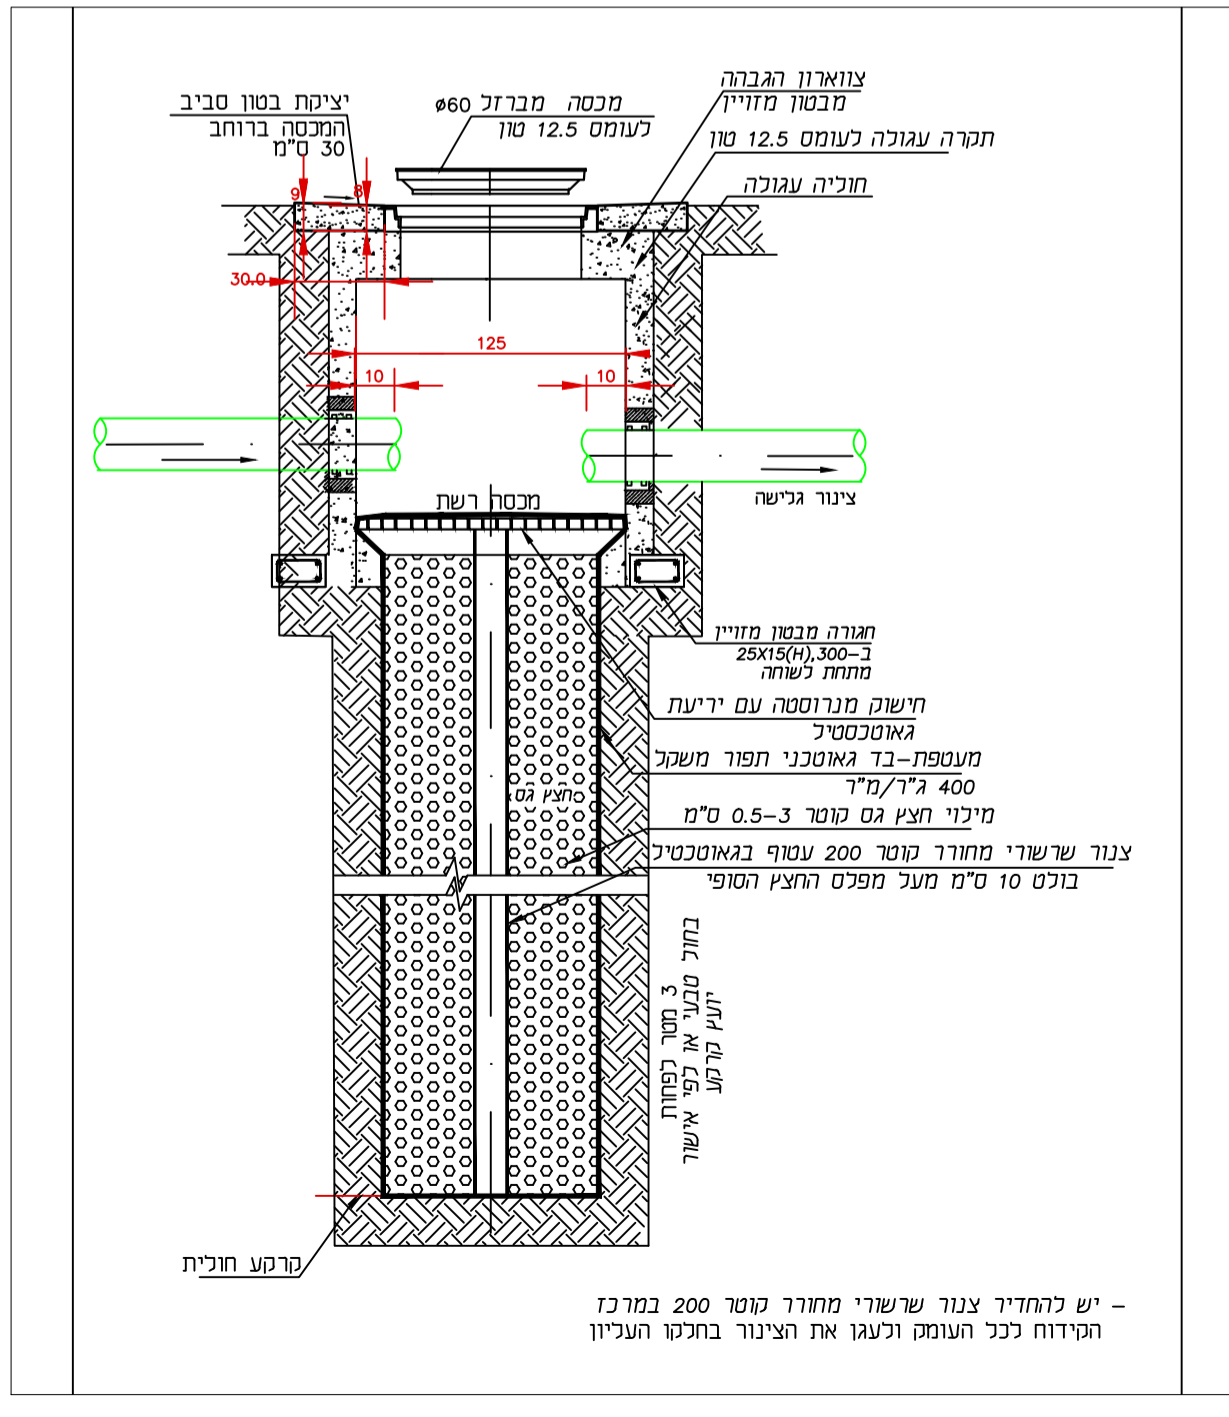 צווארון הגבהה
מבטון מזויין
מכסה מברזל ø60
לעומס 12.5 טון
יציקת בטון סביב
המכסה ברוחב
30 ס"מ
תקרה עגולה לעומס 12.5 טון
חוליה עגולה
9
8
30.0
125
10
10
צינור גלישה
מכסה רשת
חגורה מבטון מזויין
ב-300,(H)25X15
מתחת לשוחה
חישוק מנרוסטה עם יריעת
גאוטכסטיל
מעטפת-בד גאוטכני תפור משקל
400 ג"ר/מ"ר
חצץ גס
מילוי חצץ גס קוטר 0.5-3 ס"מ
צנור שרשורי מחורר קוטר 200 עטוף בגאוטכטיל
בולט 10 ס"מ מעל מפלס החצץ הסופי
3 מטר לפחות
בחול טבעי או לפי אישור
יועץ קרקע
קרקע חולית
- יש להחדיר צנור שרשורי מחורר קוטר 200 במרכז
הקידוח לכל העומק ולעגן את הצינור בחלקו העליון